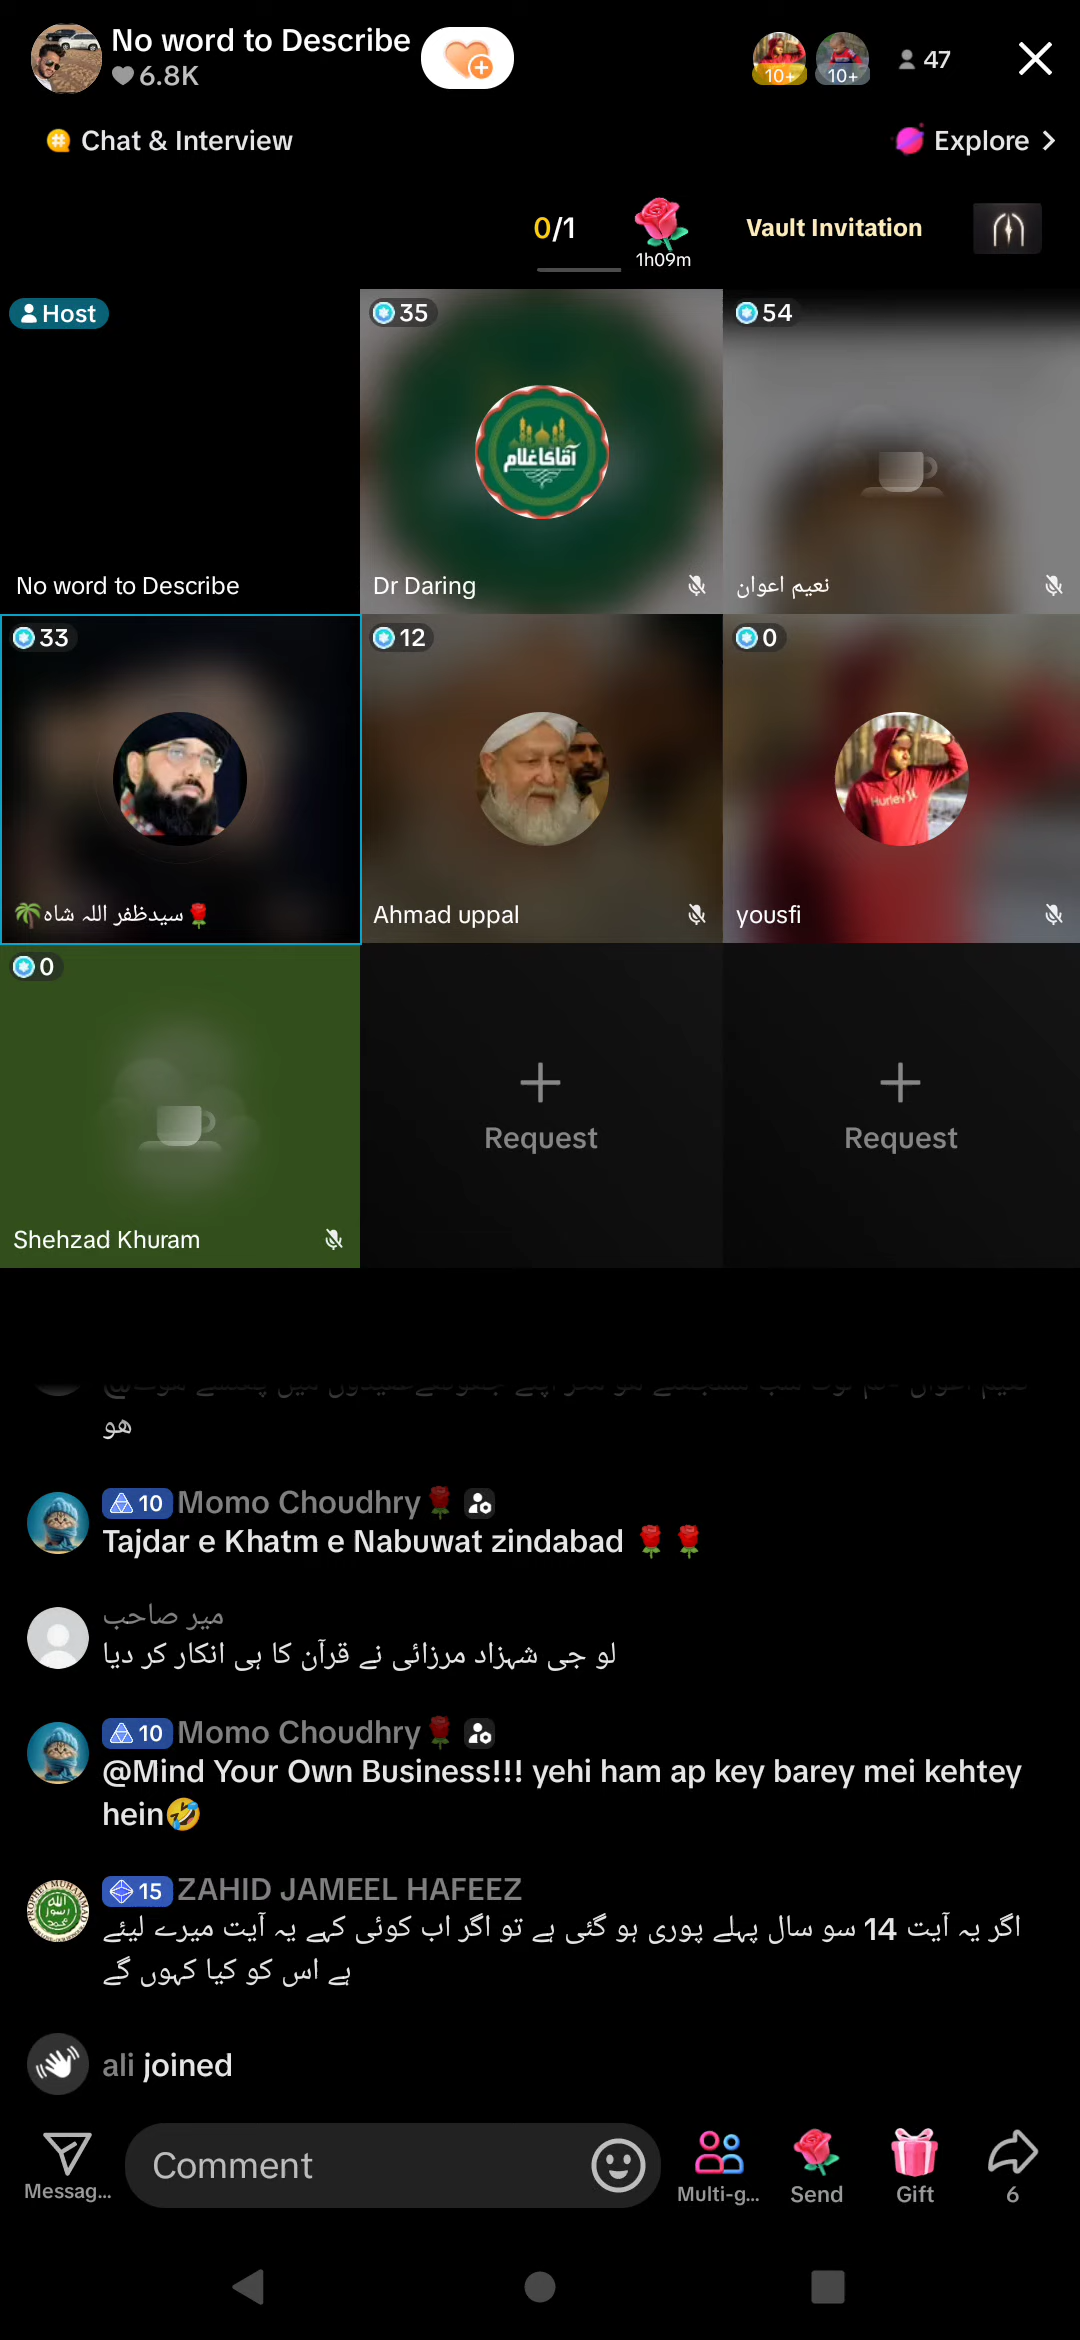 No word to Describe
6.8K
10+
10+
47
Chat & Interview
Explore
0/1
1h09m
Vault Invitation
Host
No word to Describe
35
آقا کا غلام
Dr Daring
54
نعیم اعوان
33
🌴سیدظفر اللہ شاہ🌹
12
Ahmad uppal
0
Hurley
yousfi
0
Shehzad Khuram
Request
Request
ھو
10 Momo Choudhry🌹
Tajdar e Khatm e Nabuwat zindabad 🌹🌹
میر صاحب
لو جی شہزاد مرزائی نے قرآن کا ہی انکار کر دیا
10 Momo Choudhry🌹
@Mind Your Own Business!!! yehi ham ap key barey mei kehtey
hein🤣
PROPHET MUHAMMAD
15 ZAHID JAMEEL HAFEEZ
اگر یہ آیت 14 سو سال پہلے پوری ہو گئی ہے تو اگر اب کوئی کہے یہ آیت میرے لیئے
ہے اس کو کیا کہوں گے
ali joined
Messag...
Comment
Multi-g...
Send
Gift
6